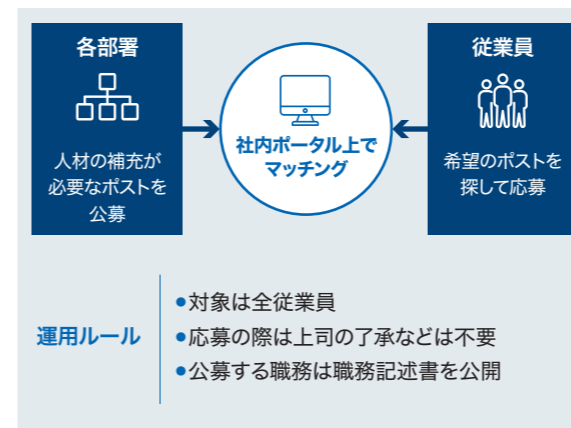 各部署
人材の補充が
必要なポストを
公募
社内ポータル上で
マッチング
従業員
希望のポストを
探して応募
運用ルール
●対象は全従業員
●応募の際は上司の了承などは不要
●公募する職務は職務記述書を公開